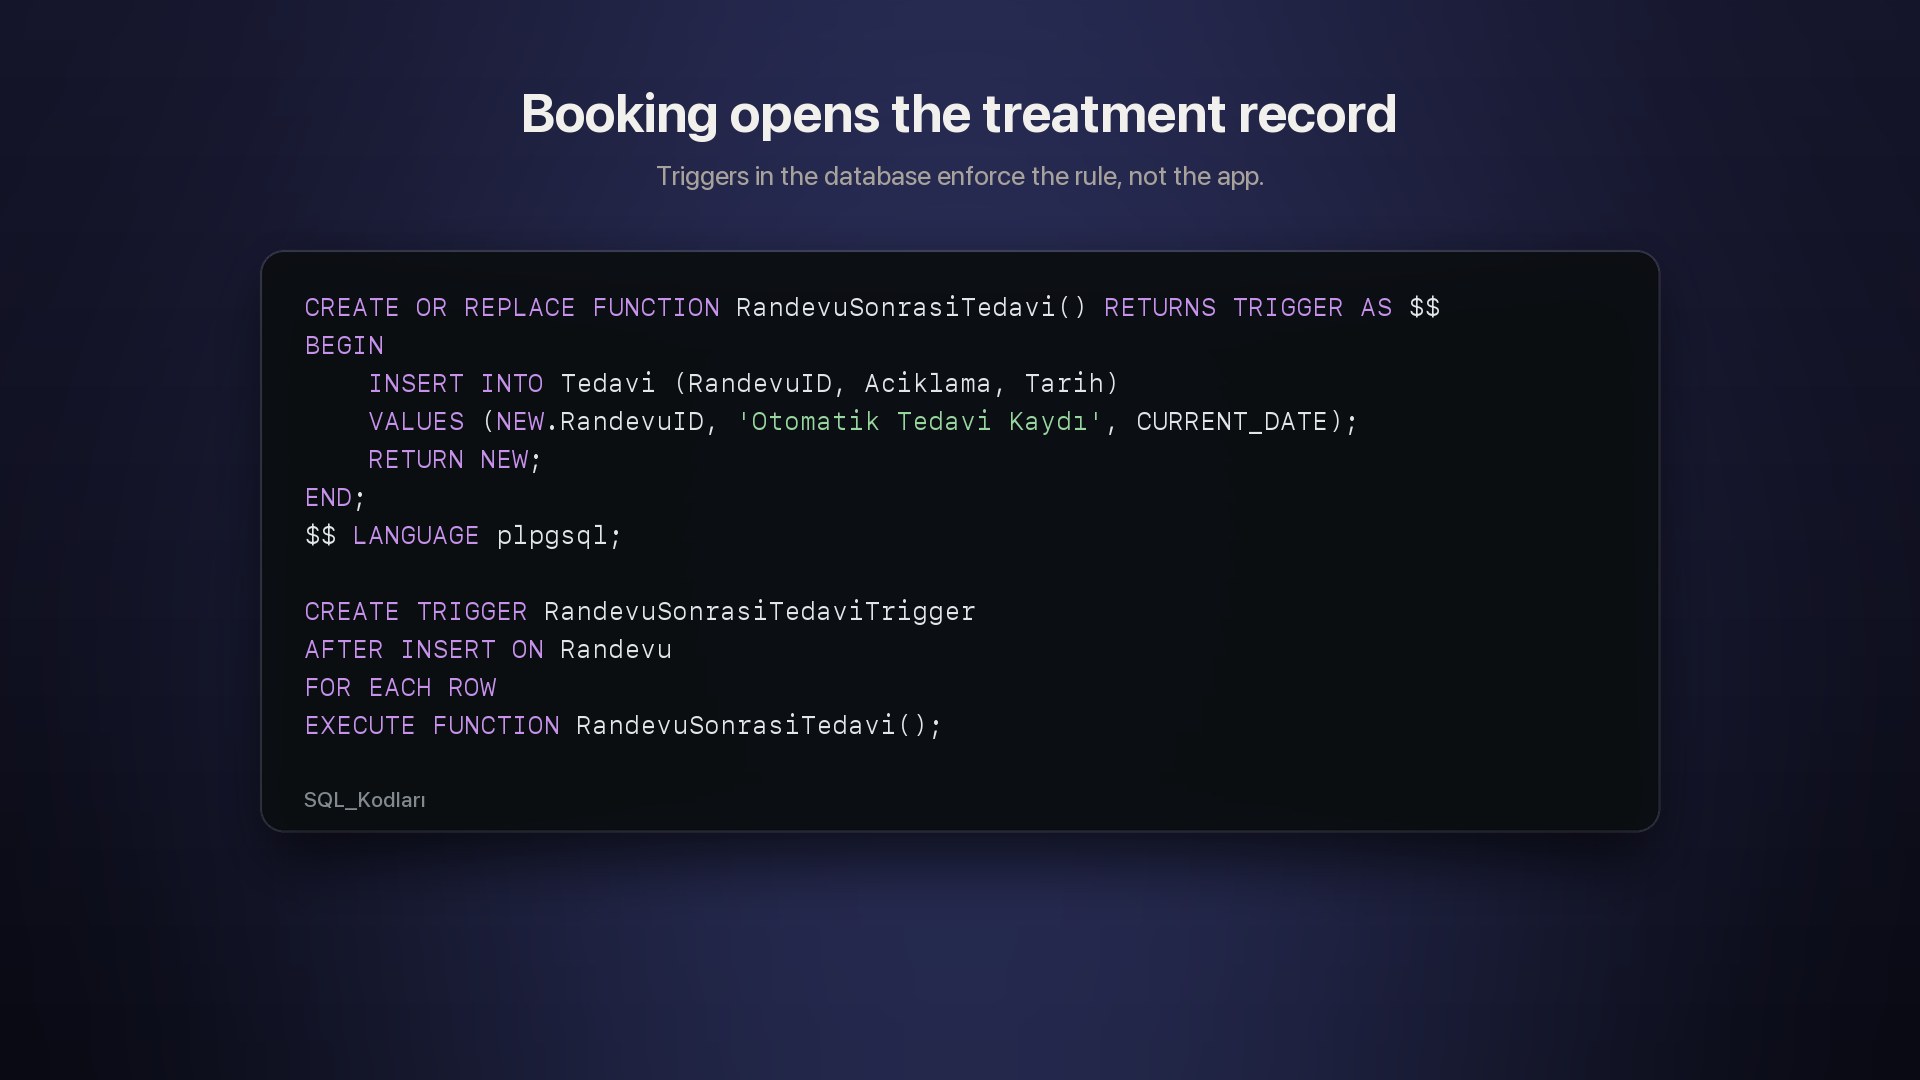 Booking opens the treatment record
Triggers in the database enforce the rule, not the app.
CREATE OR REPLACE FUNCTION RandevuSonrasiTedavi() RETURNS TRIGGER AS $$
BEGIN
    INSERT INTO Tedavi (RandevuID, Aciklama, Tarih)
    VALUES (NEW.RandevuID, 'Otomatik Tedavi Kaydı', CURRENT_DATE);
    RETURN NEW;
END;
$$ LANGUAGE plpgsql;
CREATE TRIGGER RandevuSonrasiTedaviTrigger
AFTER INSERT ON Randevu
FOR EACH ROW
EXECUTE FUNCTION RandevuSonrasiTedavi();
SQL_Kodları